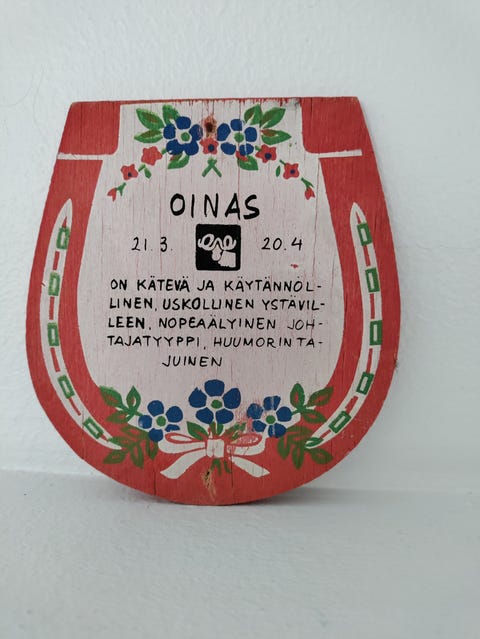 OINAS
21.3. 20.4
ON KÄTEVÄ JA KÄYTÄNNÖL-
LINEN, USKOLLINEN YSTÄVIL-
LEEN, NOPEAÄLYINEN JOH-
TAJATYYPPI, HUUMORINTA-
JUINEN